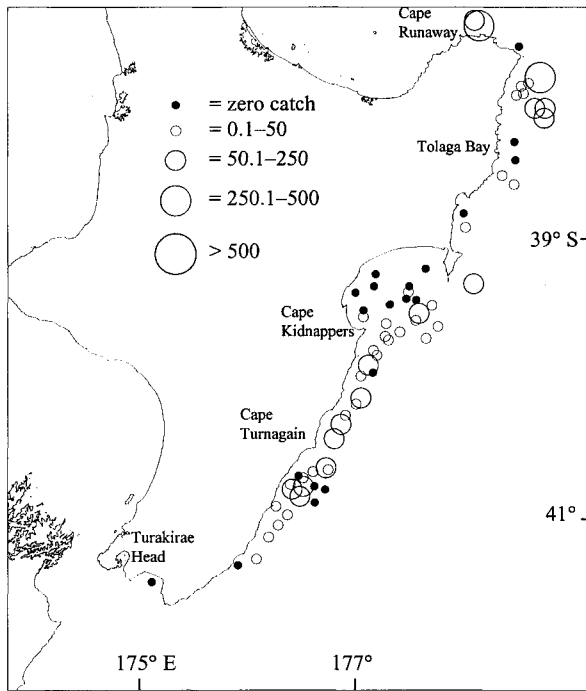 Cape
Runaway
= zero catch
= 0.1–50
= 50.1–250
= 250.1–500
> 500
Tolaga Bay
39° S
Cape
Kidnappers
Cape
Turnagain
41°
Turakirae
Head
175° E
177°